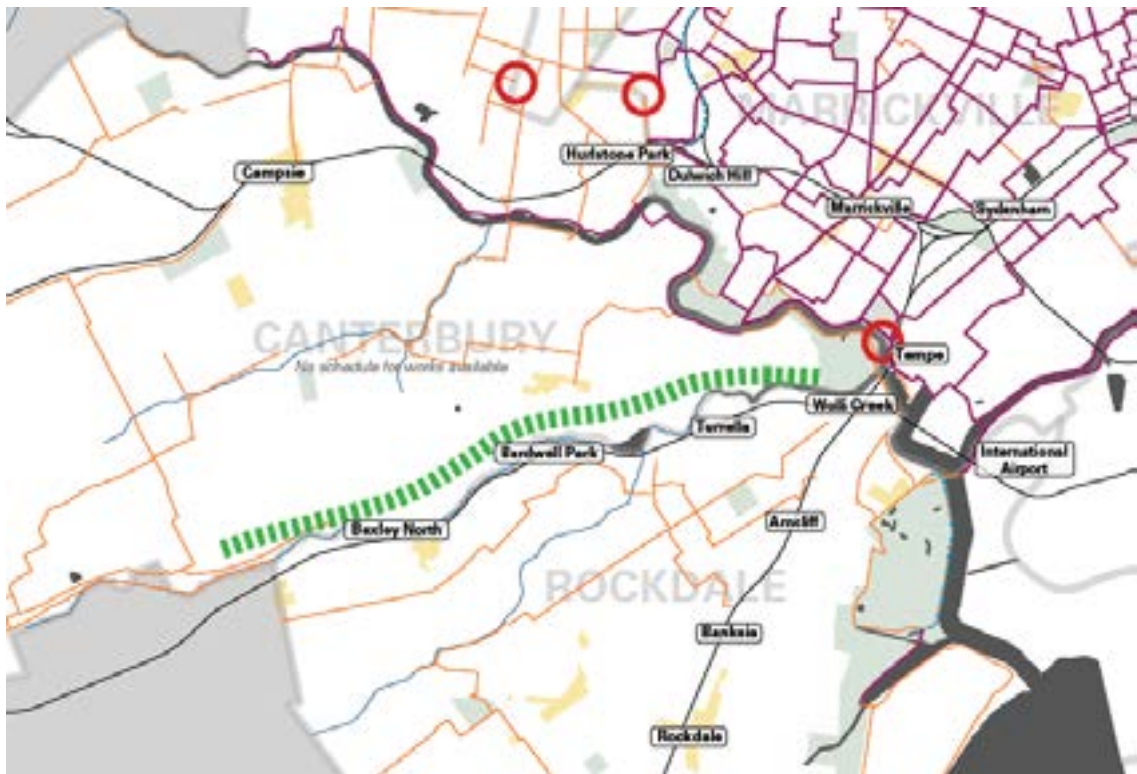 MARRICKVILLE
Hurlstone Park
Campsie
Dulwich Hill
Marrickville
Sydenham
CANTERBURY
No schedule for works available
Tempe
Wolli Creek
Turrella
Bardwell Park
International
Airport
Arncliff
Bexley North
ROCKDALE
Banksia
Rockdale